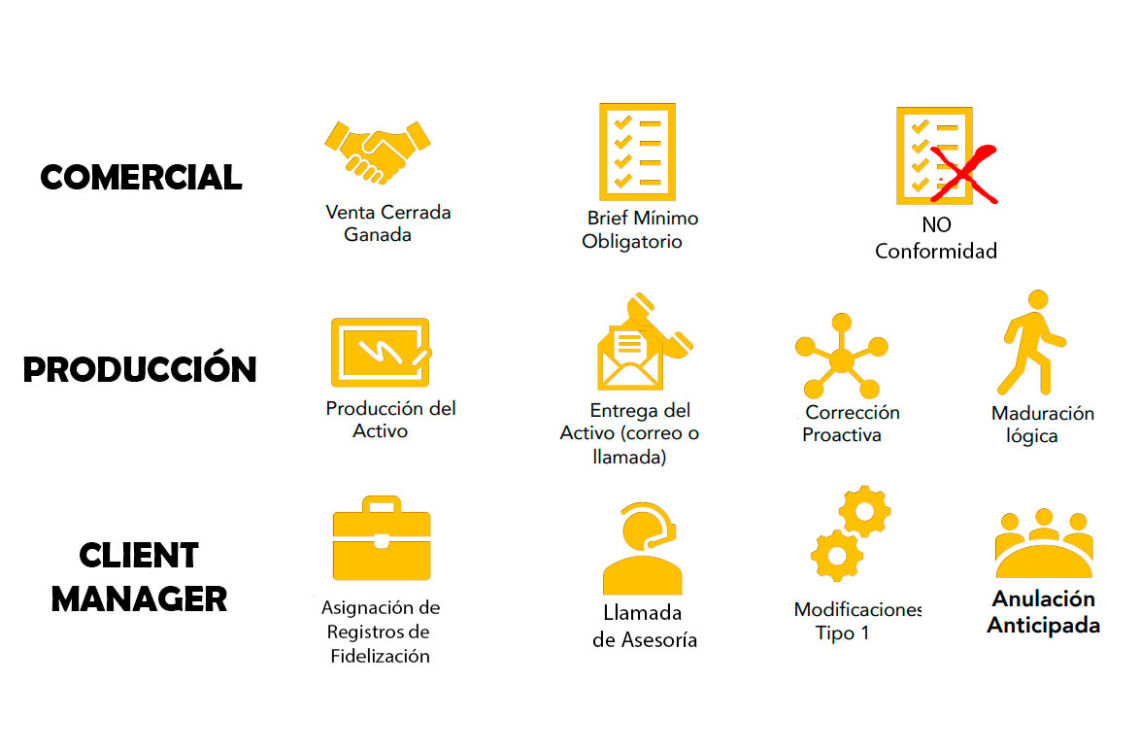 COMERCIAL
Venta Cerrada
Ganada
Brief Mínimo
Obligatorio
NO
Conformidad
PRODUCCIÓN
Producción del
Activo
Entrega del
Activo (correo o
llamada)
Corrección
Proactiva
Maduración
lógica
CLIENT
MANAGER
Asignación de
Registros de
Fidelización
Llamada
de Asesoría
Modificaciones
Tipo 1
Anulación
Anticipada